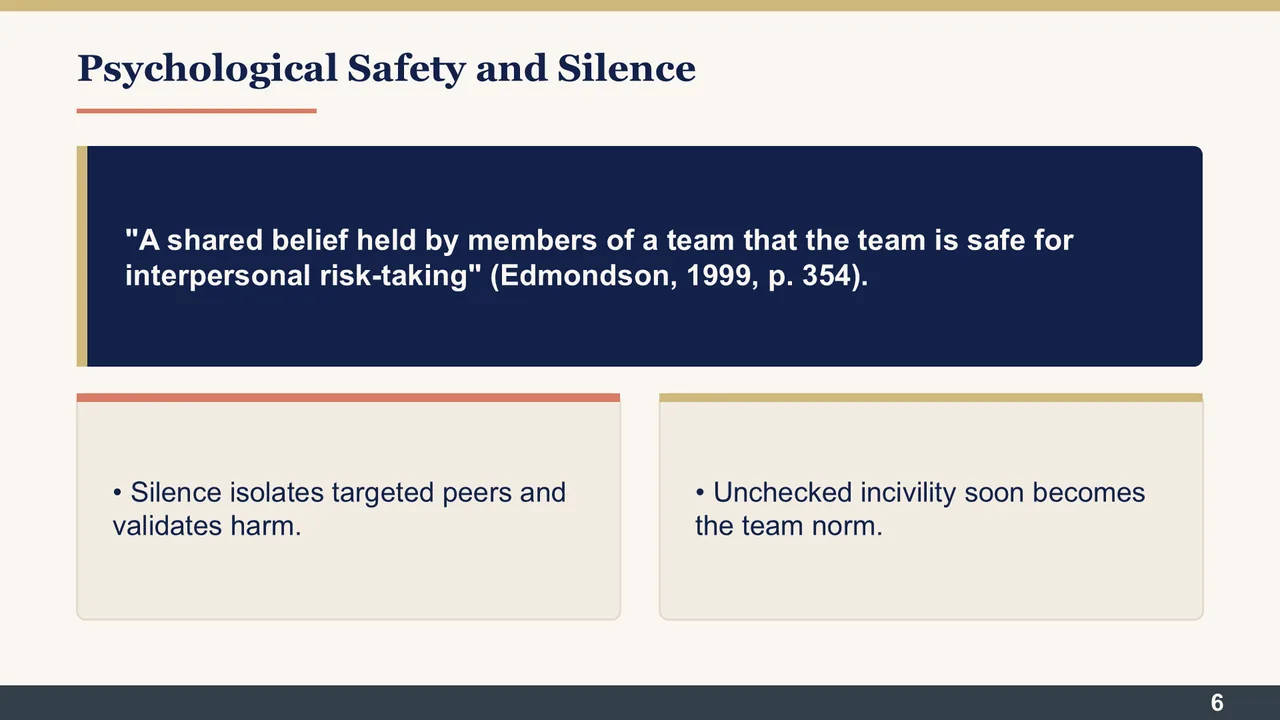 Psychological Safety and Silence
"A shared belief held by members of a team that the team is safe for
interpersonal risk-taking" (Edmondson, 1999, p. 354).
• Silence isolates targeted peers and
validates harm.
• Unchecked incivility soon becomes
the team norm.
6